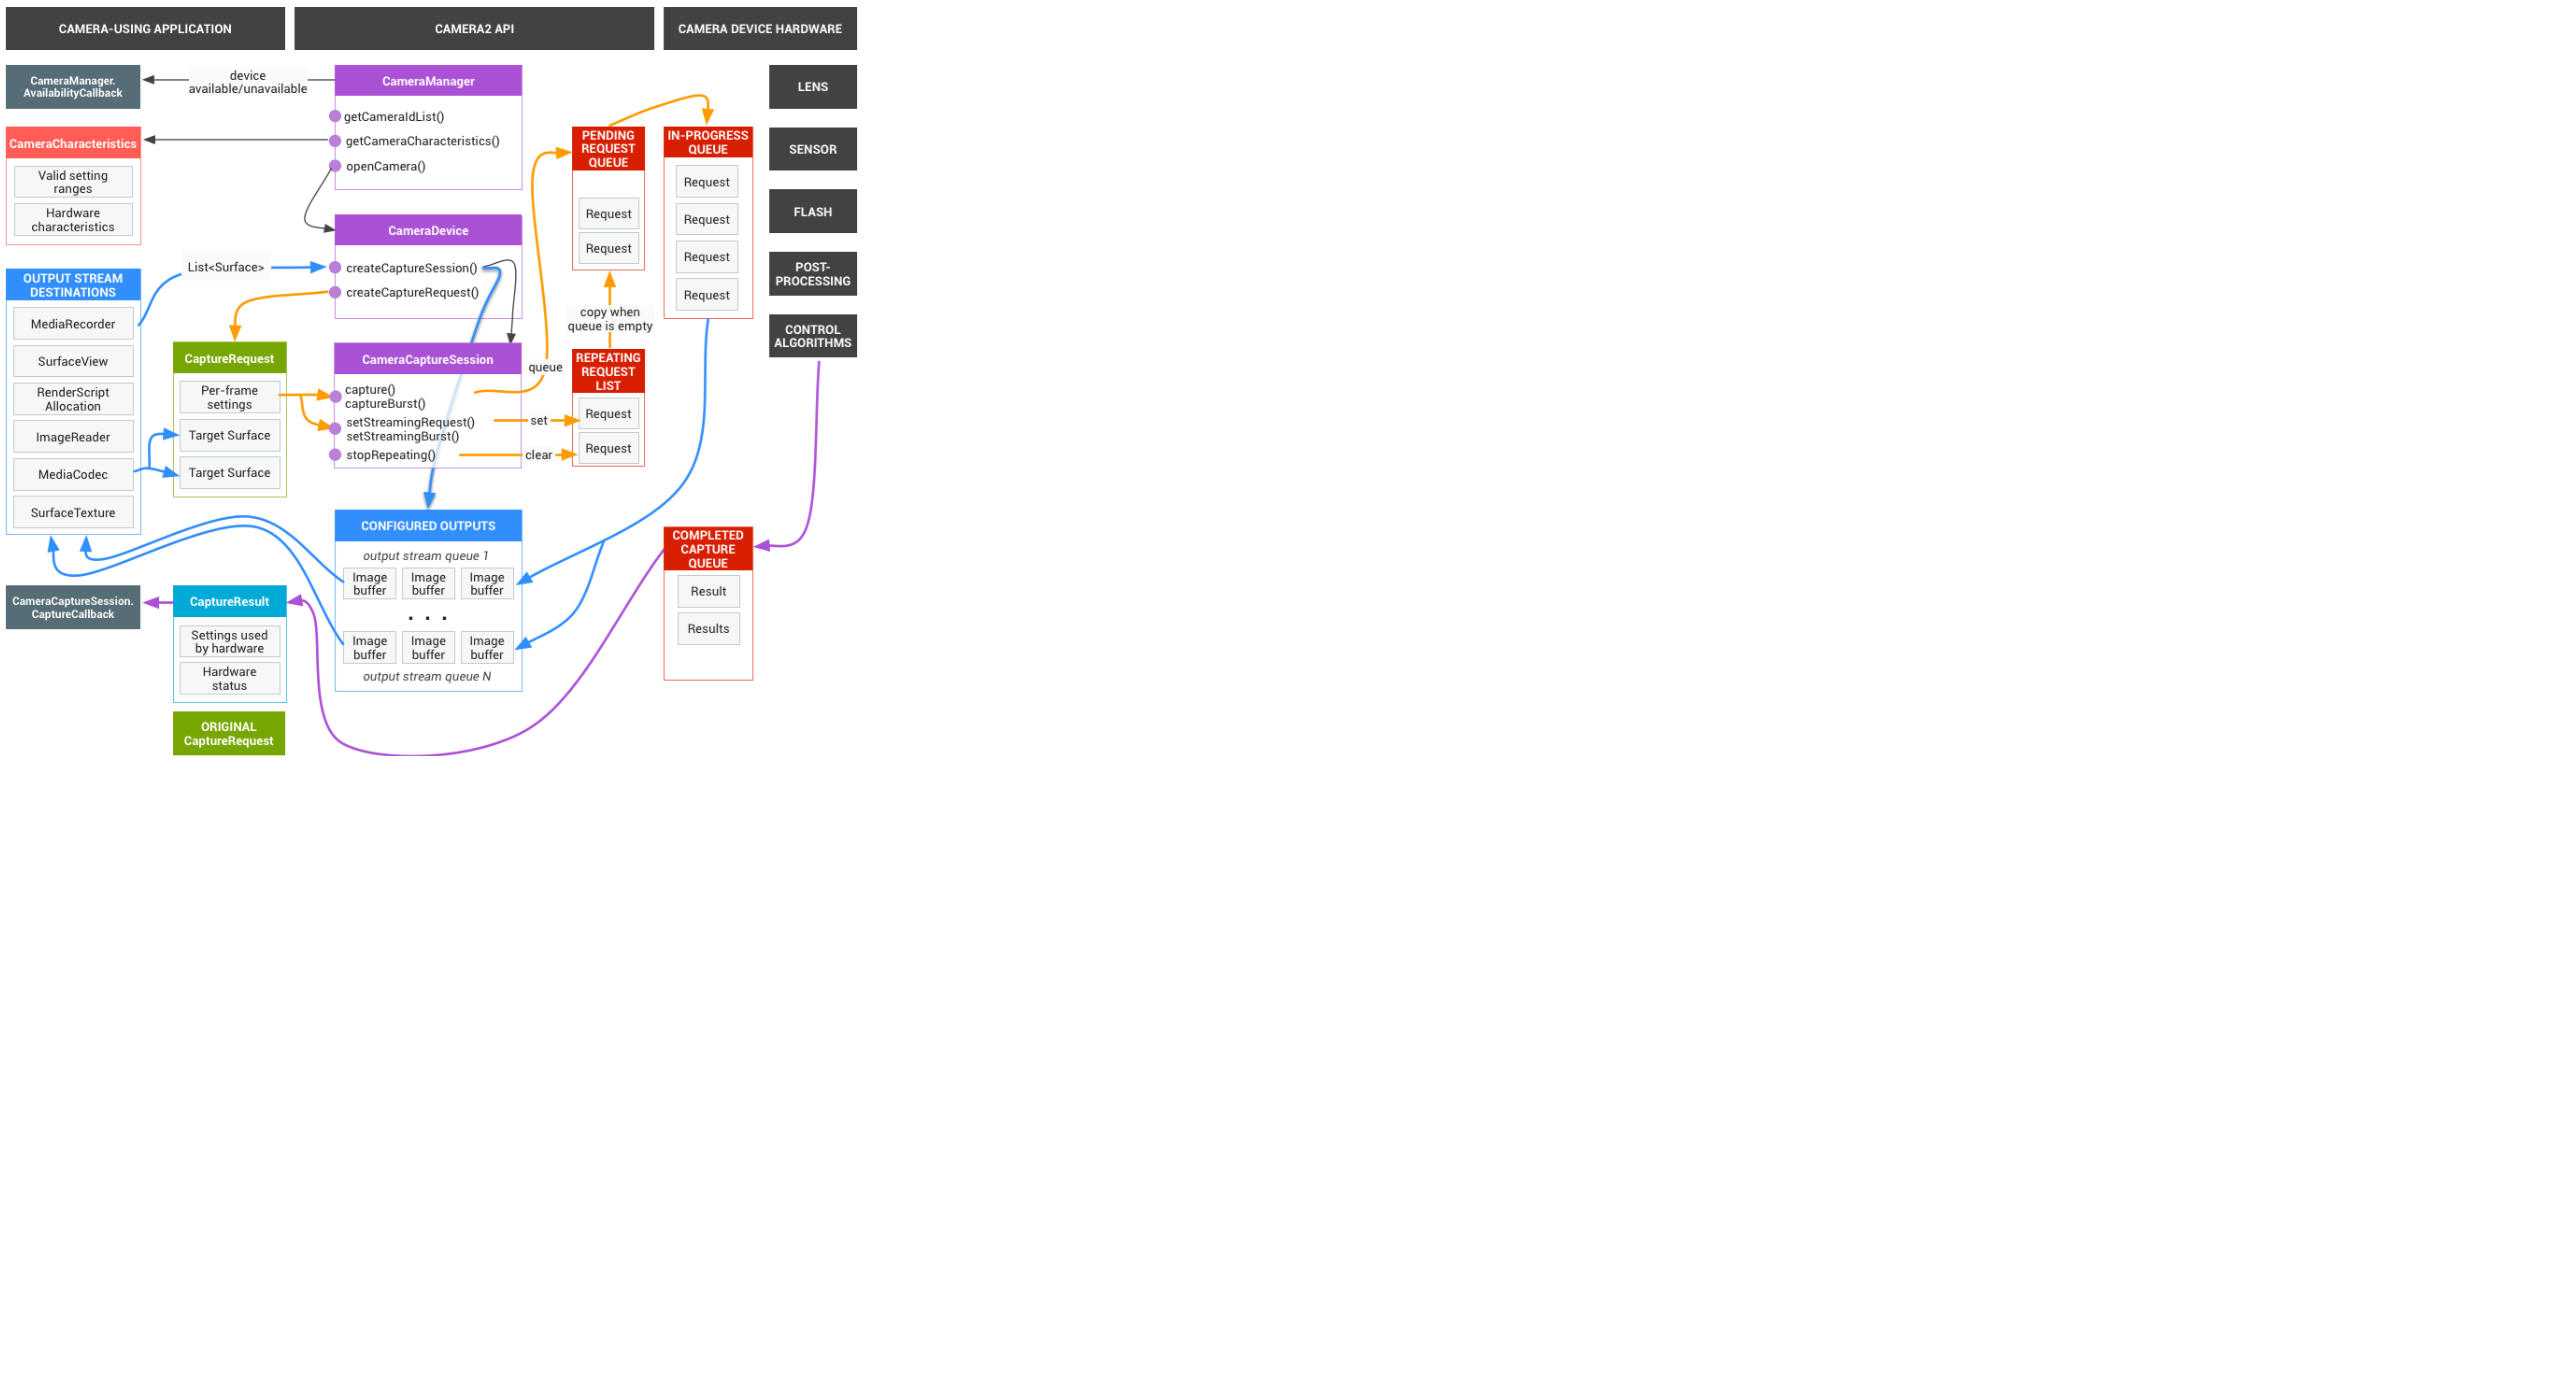 CAMERA-USING APPLICATION
CAMERA2 API
CAMERA DEVICE HARDWARE
CameraManager.
AvailabilityCallback
device
available/unavailable
CameraManager
getCameraIdList()
getCameraCharacteristics()
openCamera()
CameraCharacteristics
Valid setting
ranges
Hardware
characteristics
CameraDevice
createCaptureSession()
createCaptureRequest()
List<Surface>
OUTPUT STREAM
DESTINATIONS
MediaRecorder
SurfaceView
RenderScript
Allocation
ImageReader
MediaCodec
SurfaceTexture
CaptureRequest
Per-frame
settings
Target Surface
Target Surface
CameraCaptureSession
capture()
captureBurst()
setStreamingRequest()
setStreamingBurst()
stopRepeating()
queue
set
clear
PENDING
REQUEST
QUEUE
Request
Request
copy when
queue is empty
REPEATING
REQUEST
LIST
Request
Request
IN-PROGRESS
QUEUE
Request
Request
Request
Request
LENS
SENSOR
FLASH
POST-
PROCESSING
CONTROL
ALGORITHMS
CONFIGURED OUTPUTS
output stream queue 1
Image
buffer
Image
buffer
Image
buffer
. . .
Image
buffer
Image
buffer
Image
buffer
output stream queue N
COMPLETED
CAPTURE
QUEUE
Result
Results
CameraCaptureSession.
CaptureCallback
CaptureResult
Settings used
by hardware
Hardware
status
ORIGINAL
CaptureRequest